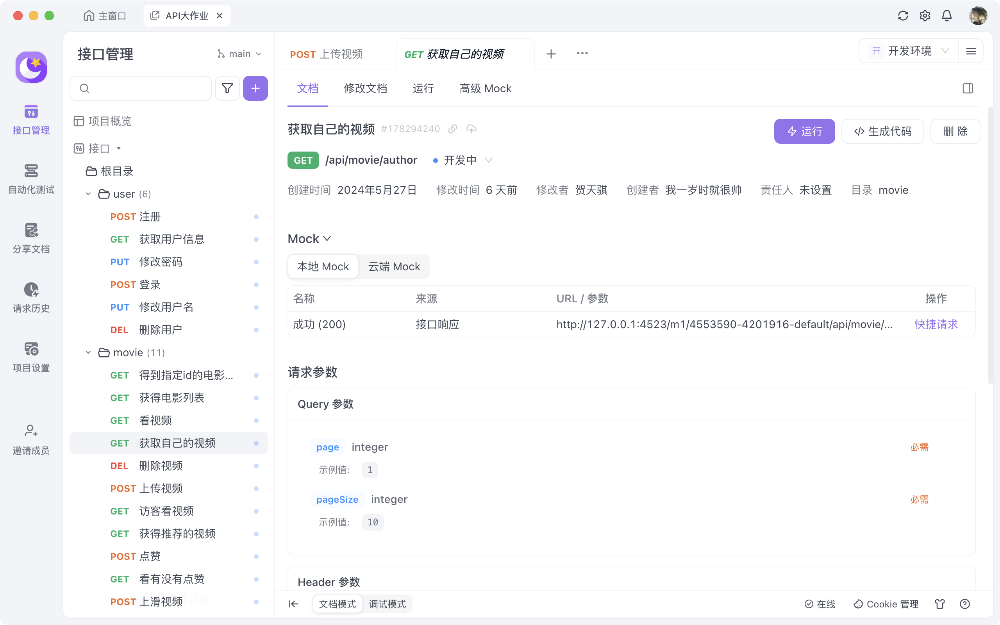 主窗口
API大作业
接口管理
main
POST 上传视频
GET 获取自己的视频
开 开发环境
文档
修改文档
运行
高级 Mock
项目概览
接口
根目录
user (6)
POST 注册
GET 获取用户信息
PUT 修改密码
POST 登录
PUT 修改用户名
DEL 删除用户
movie (11)
GET 得到指定id的电影...
GET 获得电影列表
GET 看视频
GET 获取自己的视频
DEL 删除视频
POST 上传视频
GET 访客看视频
GET 获得推荐的视频
POST 点赞
GET 看有没有点赞
POST 上滑视频
接口管理
自动化测试
分享文档
请求历史
项目设置
邀请成员
获取自己的视频 #178294240
运行
生成代码
删 除
GET /api/movie/author 开发中
创建时间 2024年5月27日 修改时间 6 天前 修改者 贺天骐 创建者 我一岁时就很帅 责任人 未设置 目录 movie
Mock
本地 Mock 云端 Mock
名称 来源 URL / 参数 操作
成功 (200) 接口响应 http://127.0.0.1:4523/m1/4553590-4201916-default/api/movie/... 快捷请求
请求参数
Query 参数
page integer 必需
示例值: 1
pageSize integer 必需
示例值: 10
Header 参数
文档模式 调试模式
在线 Cookie 管理